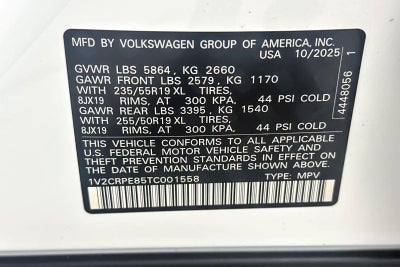 MFD BY VOLKSWAGEN GROUP OF AMERICA, INC.
USA 10/2025
GVWR LBS 5864, KG 2660
GAWR FRONT LBS 2579, KG 1170
WITH 235/55R19 XL TIRES,
8JX19 RIMS, AT 300 KPA, 44 PSI COLD
GAWR REAR LBS 3395, KG 1540
WITH 255/50R19 XL TIRES,
8JX19 RIMS, AT 300 KPA, 44 PSI COLD
THIS VEHICLE CONFORMS TO ALL APPLICABLE
U.S. FEDERAL MOTOR VEHICLE SAFETY AND
THEFT PREVENTION STANDARDS IN EFFECT ON
THE DATE OF MANUFACTURE SHOWN ABOVE.
1V2CRPE85TC001558 TYPE: MPV
4448056 1